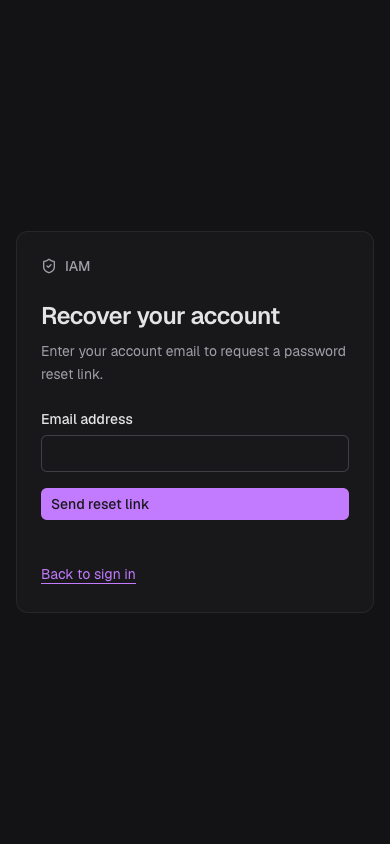 IAM
Recover your account
Enter your account email to request a password
reset link.
Email address
Send reset link
Back to sign in